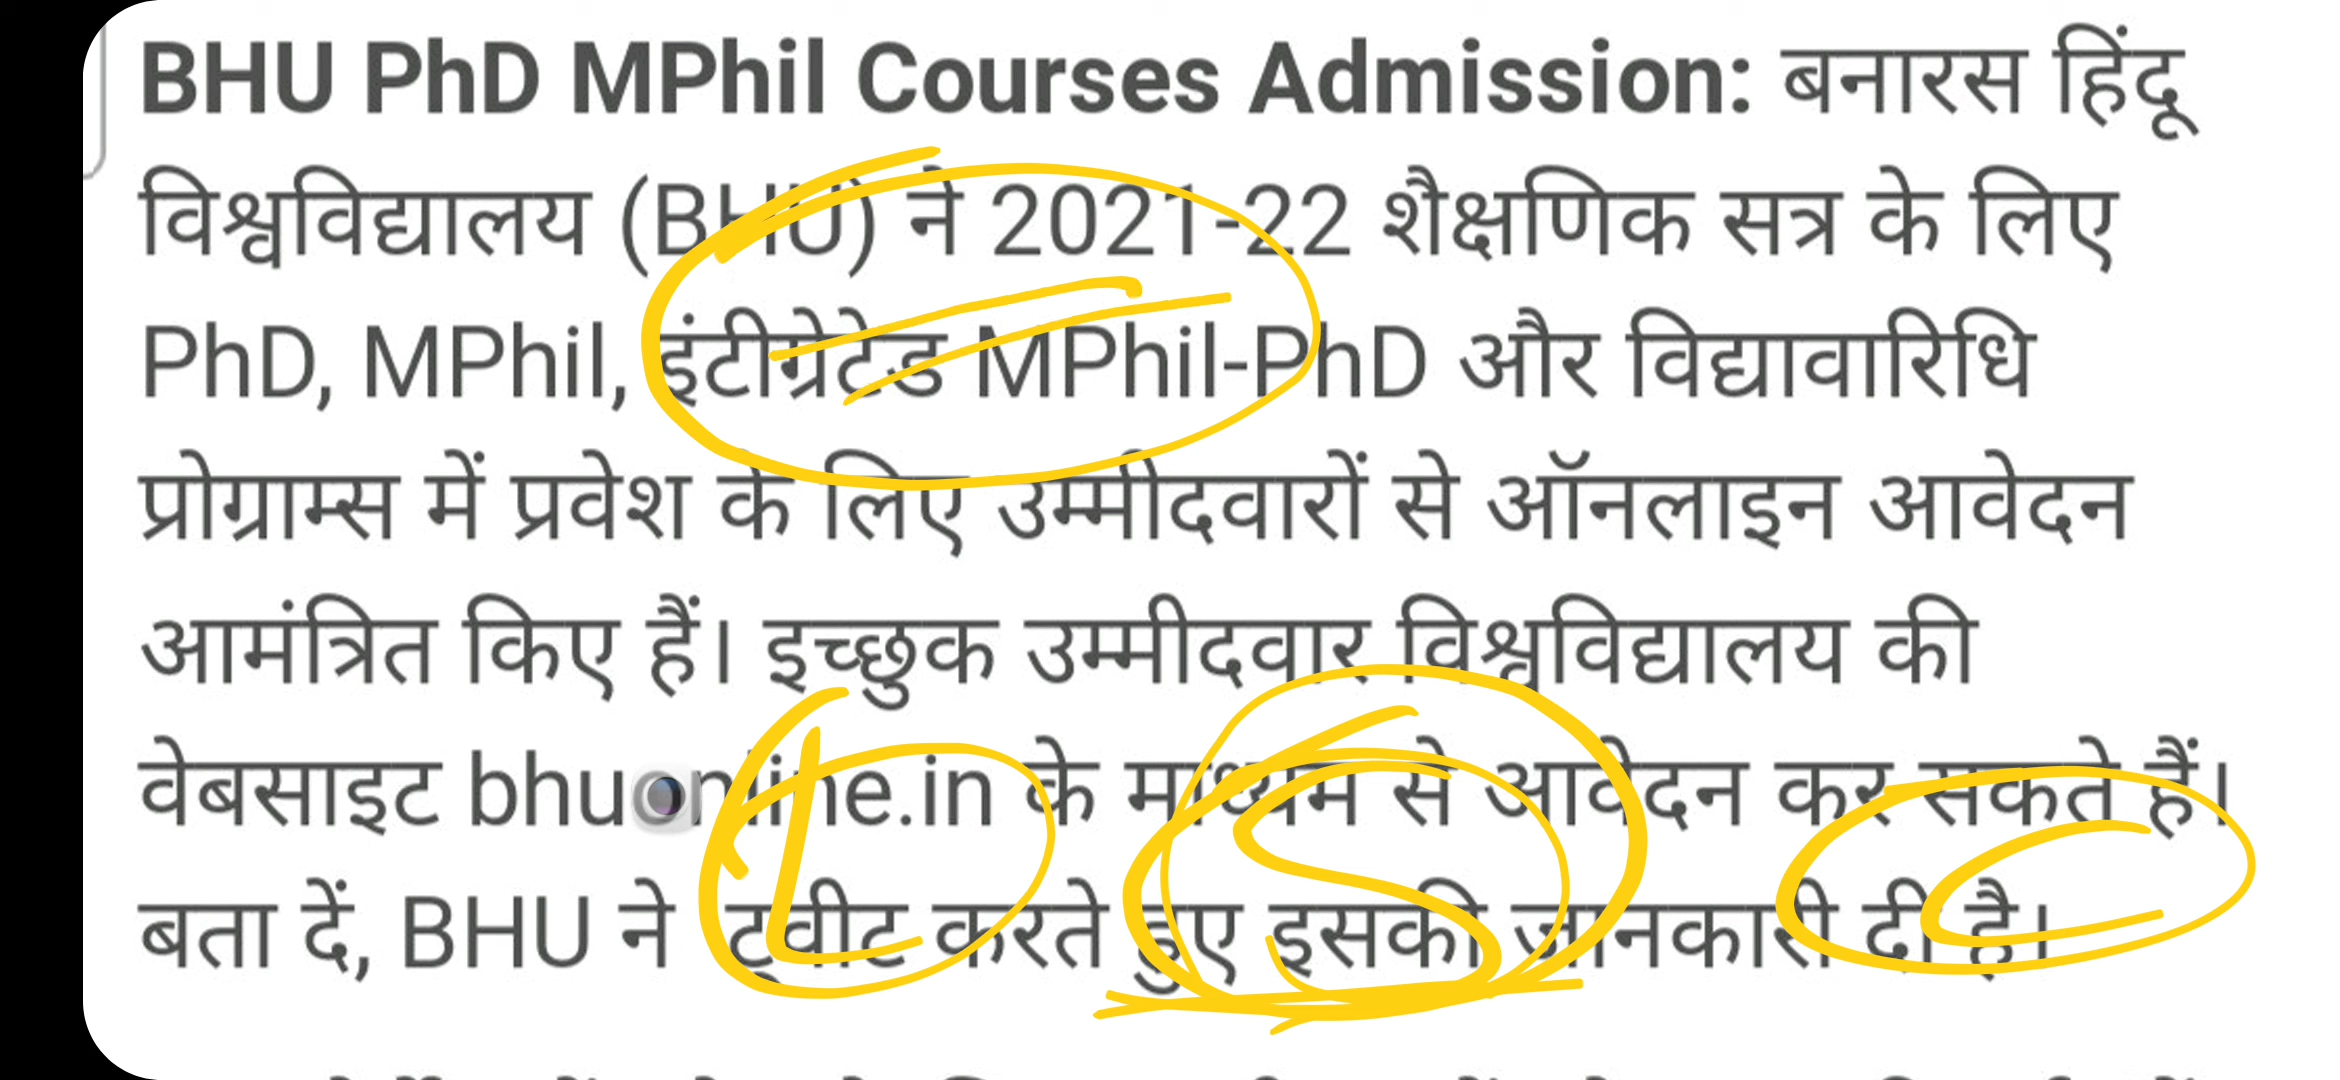 BHU PhD MPhil Courses Admission: बनारस हिंदू
विश्वविद्यालय (BHU) ने 2021-22 शैक्षणिक सत्र के लिए
PhD, MPhil, इंटीग्रेटेड MPhil-PhD और विद्यावारिधि
प्रोग्राम्स में प्रवेश के लिए उम्मीदवारों से ऑनलाइन आवेदन
आमंत्रित किए हैं। इच्छुक उम्मीदवार विश्वविद्यालय की
वेबसाइट bhuonline.in के माध्यम से आवेदन कर सकते हैं।
बता दें, BHU ने ट्वीट करते हुए इसकी जानकारी दी है।
L S C